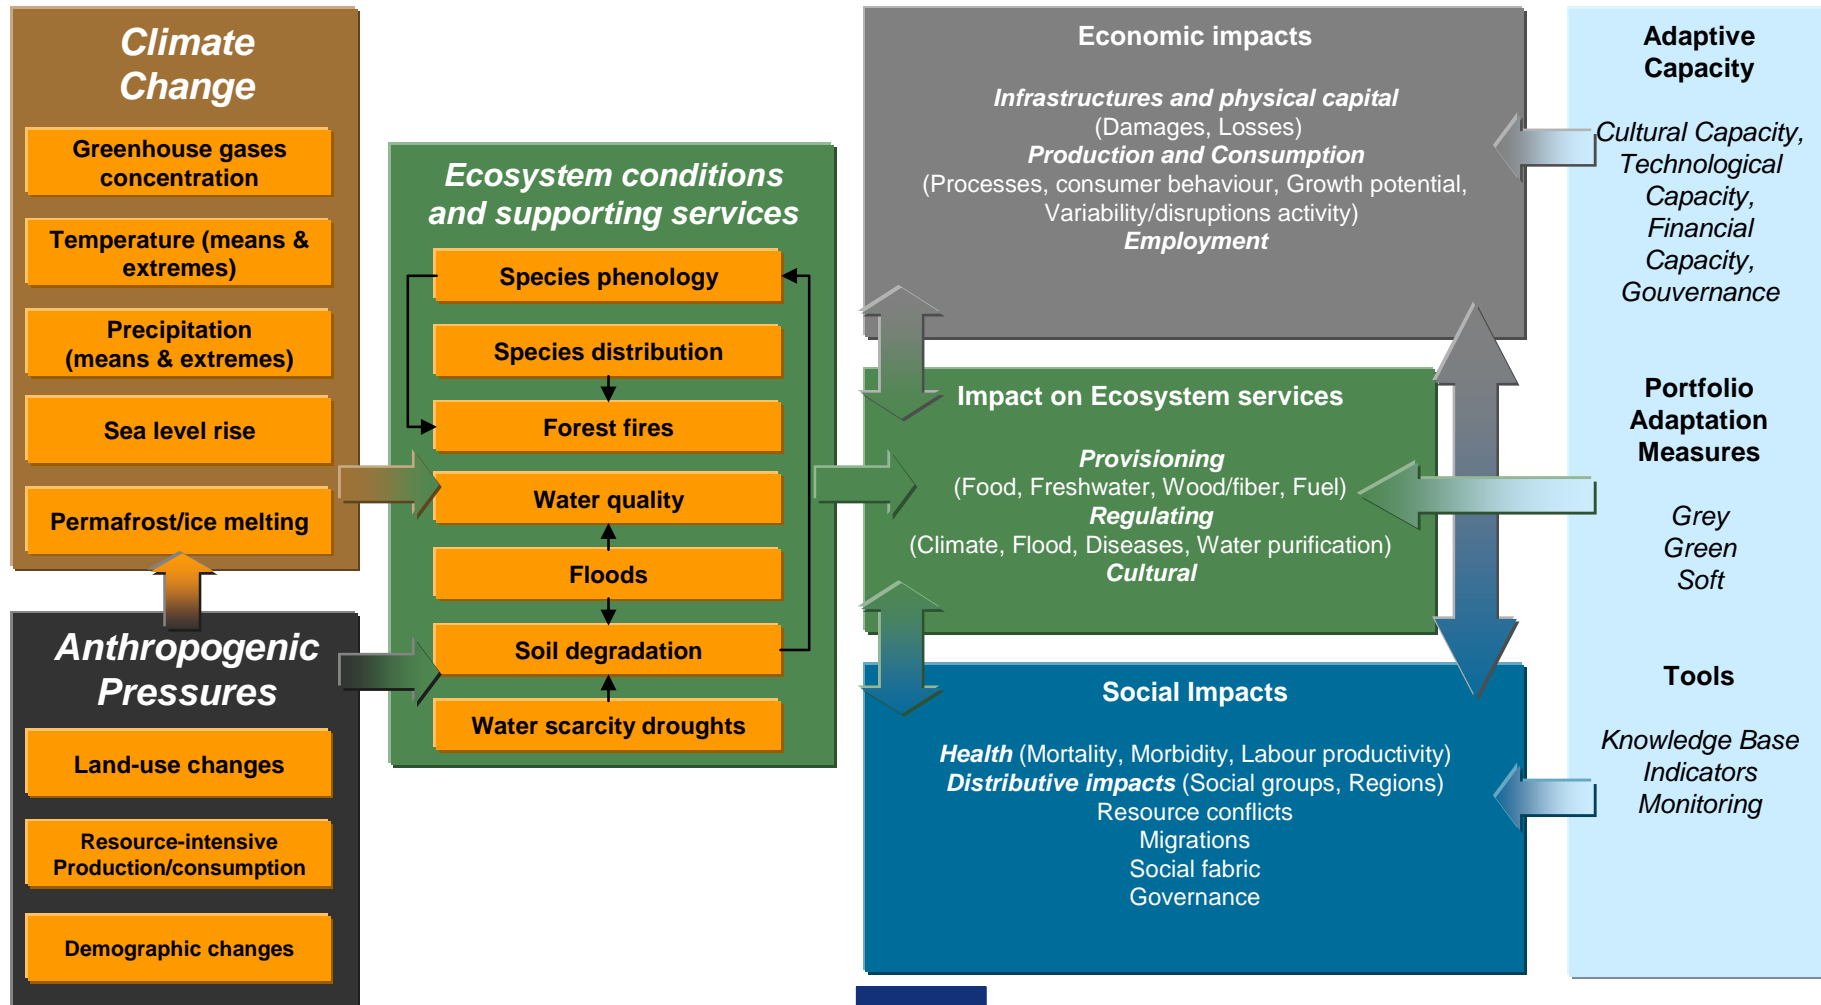 Climate
Change
Greenhouse gases
concentration
Temperature (means &
extremes)
Precipitation
(means & extremes)
Sea level rise
Permafrost/ice melting
Anthropogenic
Pressures
Land-use changes
Resource-intensive
Production/consumption
Demographic changes
Ecosystem conditions
and supporting services
Species phenology
Species distribution
Forest fires
Water quality
Floods
Soil degradation
Water scarcity droughts
Economic impacts
Infrastructures and physical capital
(Damages, Losses)
Production and Consumption
(Processes, consumer behaviour, Growth potential,
Variability/disruptions activity)
Employment
Impact on Ecosystem services
Provisioning
(Food, Freshwater, Wood/fiber, Fuel)
Regulating
(Climate, Flood, Diseases, Water purification)
Cultural
Social Impacts
Health (Mortality, Morbidity, Labour productivity)
Distributive impacts (Social groups, Regions)
Resource conflicts
Migrations
Social fabric
Governance
Adaptive
Capacity
Cultural Capacity,
Technological
Capacity,
Financial
Capacity,
Gouvernance
Portfolio
Adaptation
Measures
Grey
Green
Soft
Tools
Knowledge Base
Indicators
Monitoring